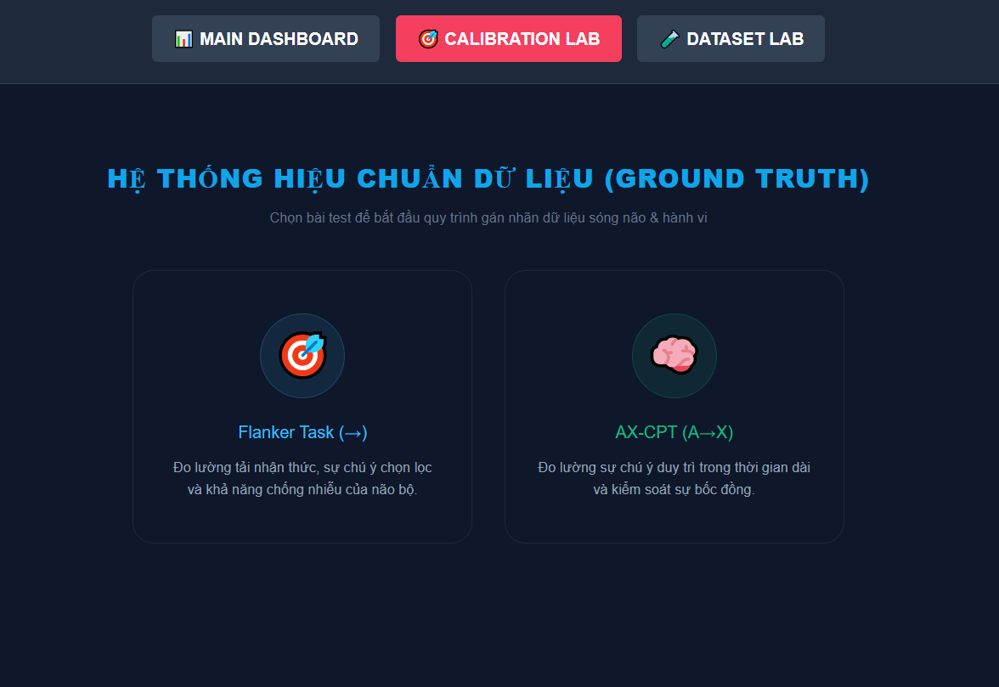 📊 MAIN DASHBOARD
🎯 CALIBRATION LAB
🧪 DATASET LAB
HỆ THỐNG HIỆU CHUẨN DỮ LIỆU (GROUND TRUTH)
Chọn bài test để bắt đầu quy trình gán nhãn dữ liệu sóng não & hành vi
Flanker Task (→)
Đo lường tải nhận thức, sự chú ý chọn lọc
và khả năng chống nhiễu của não bộ.
AX-CPT (A→X)
Đo lường sự chú ý duy trì trong thời gian dài
và kiểm soát sự bốc đồng.